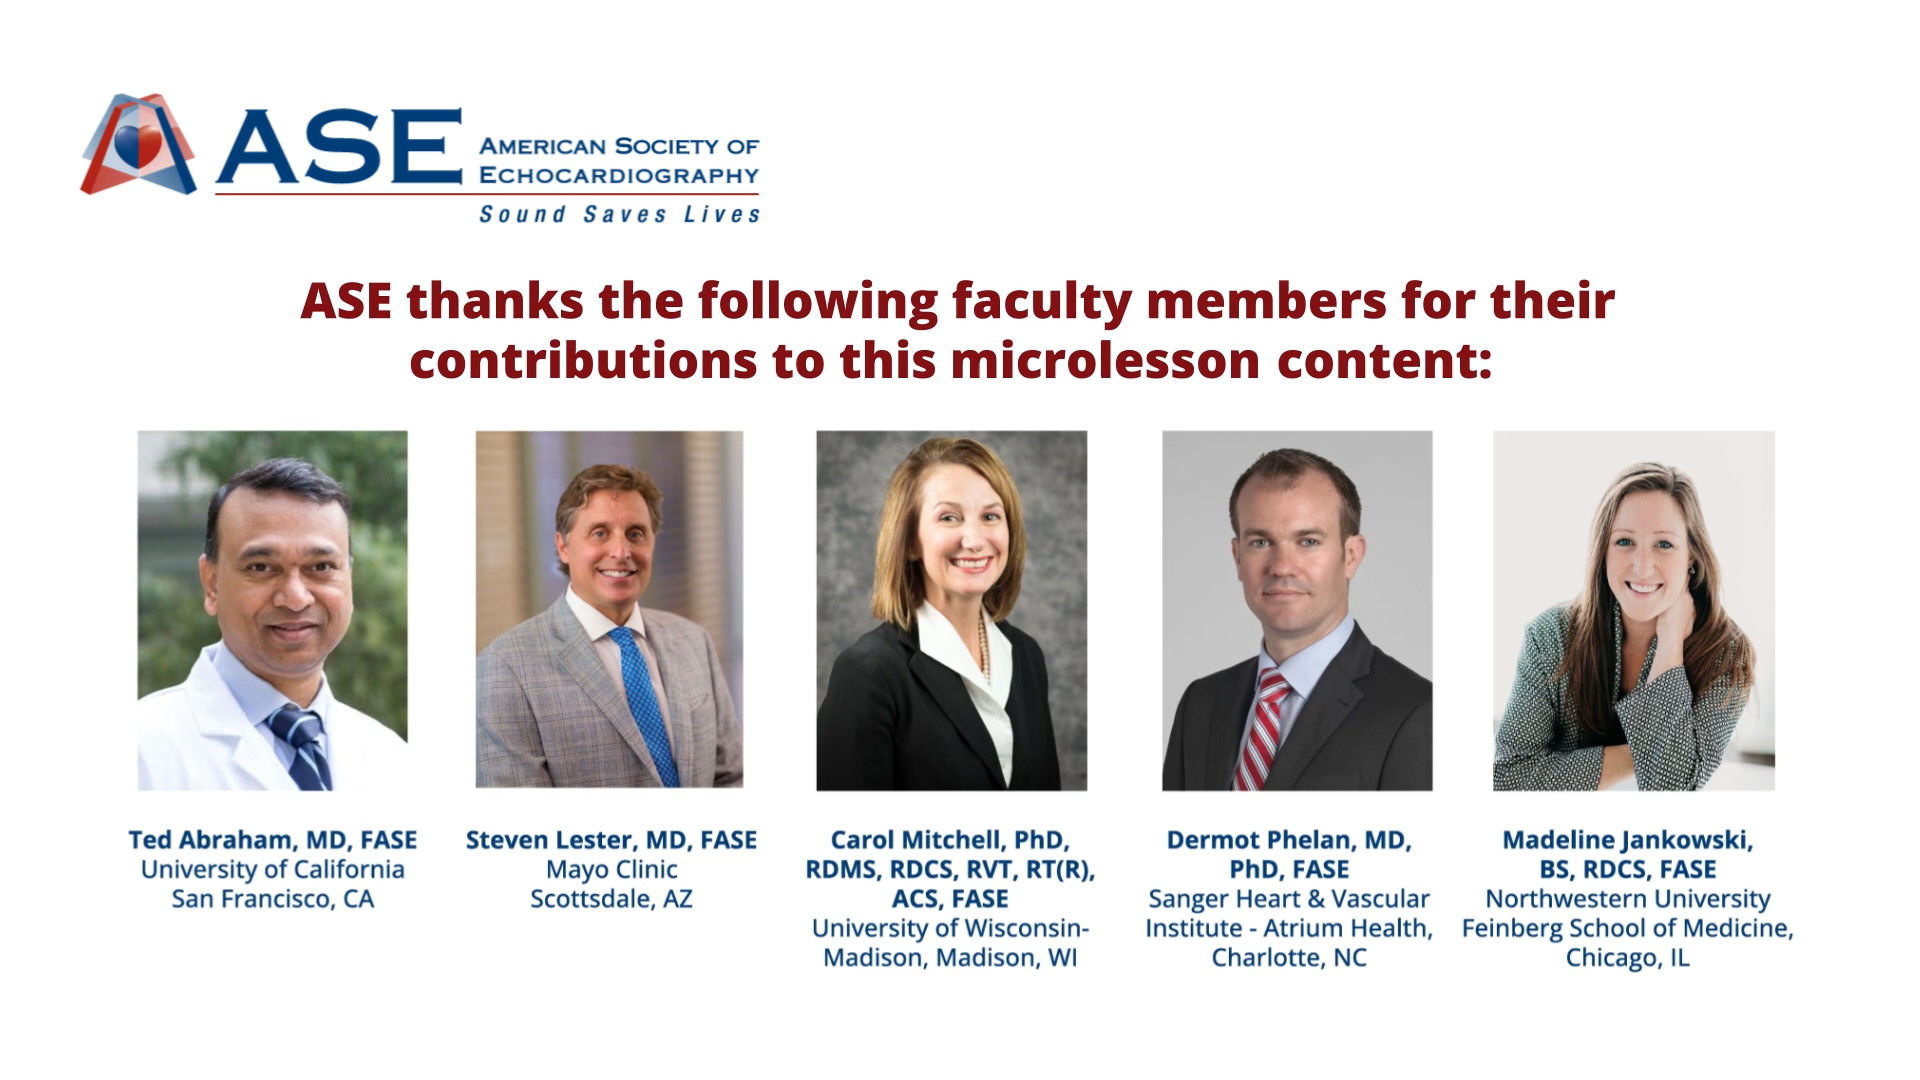 ASE
AMERICAN SOCIETY OF
ECHOCARDIOGRAPHY
Sound Saves Lives
ASE thanks the following faculty members for their
contributions to this microlesson content:
Ted Abraham, MD, FASE
University of California
San Francisco, CA
Steven Lester, MD, FASE
Mayo Clinic
Scottsdale, AZ
Carol Mitchell, PhD,
RDMS, RDCS, RVT, RT(R),
ACS, FASE
University of Wisconsin-
Madison, Madison, WI
Dermot Phelan, MD,
PhD, FASE
Sanger Heart & Vascular
Institute - Atrium Health,
Charlotte, NC
Madeline Jankowski,
BS, RDCS, FASE
Northwestern University
Feinberg School of Medicine,
Chicago, IL